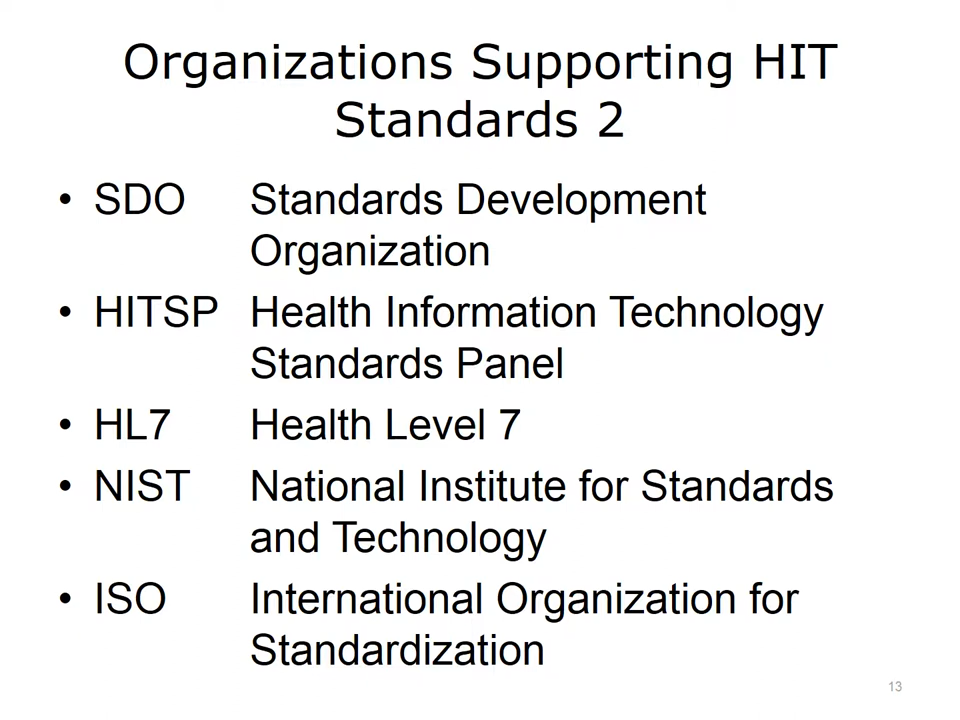 Organizations Supporting HIT
Standards 2
• SDO Standards Development
Organization
• HITSP Health Information Technology
Standards Panel
• HL7 Health Level 7
• NIST National Institute for Standards
and Technology
• ISO International Organization for
Standardization
13